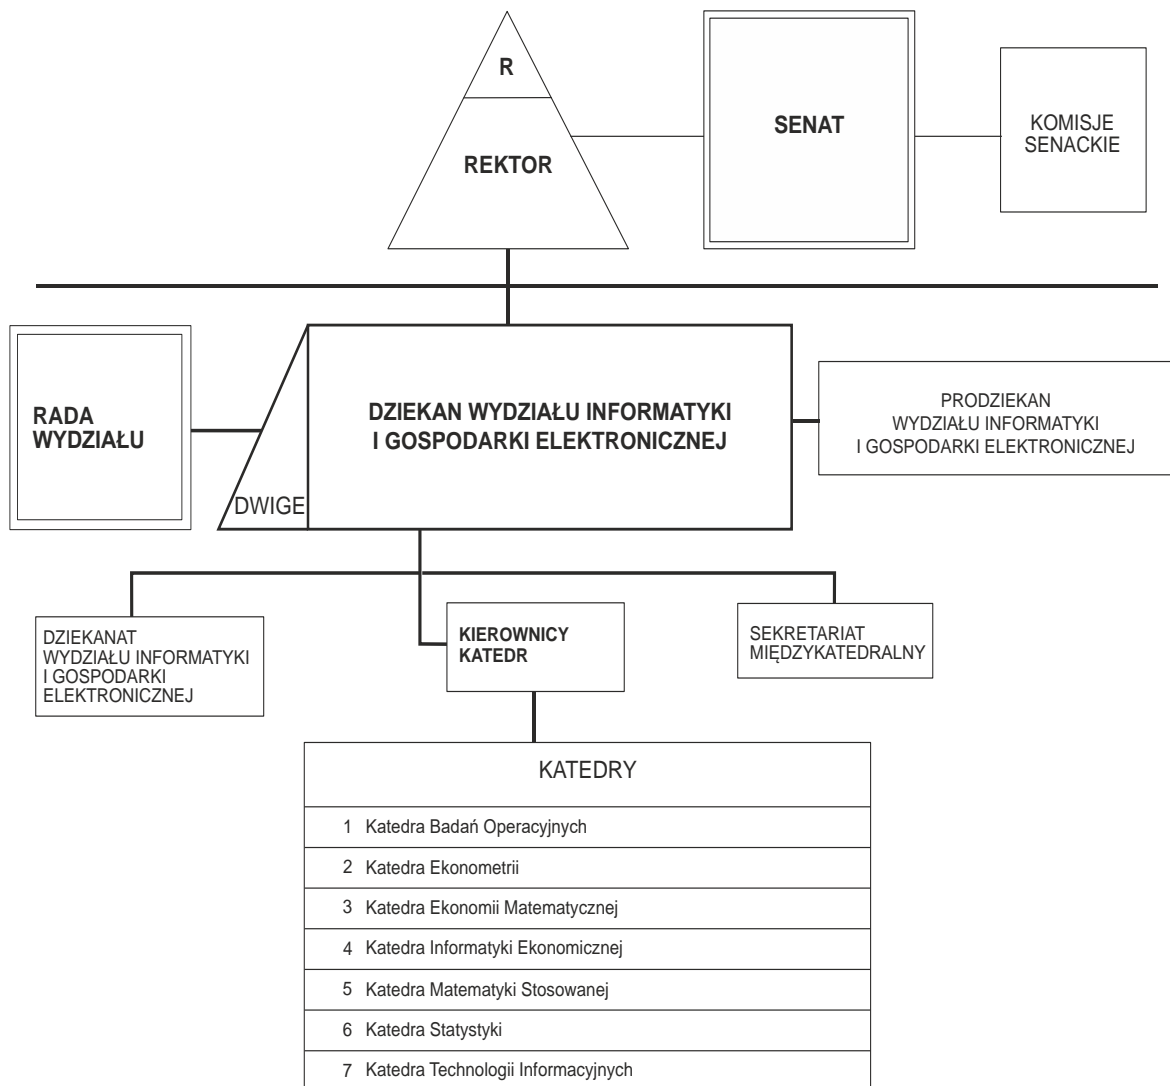 R
REKTOR
SENAT
KOMISJE
SENACKIE
RADA
WYDZIAŁU
DWIGE
DZIEKAN WYDZIAŁU INFORMATYKI
I GOSPODARKI ELEKTRONICZNEJ
PRODZIEKAN
WYDZIAŁU INFORMATYKI
I GOSPODARKI ELEKTRONICZNEJ
DZIEKANAT
WYDZIAŁU INFORMATYKI
I GOSPODARKI
ELEKTRONICZNEJ
KIEROWNICY
KATEDR
SEKRETARIAT
MIĘDZYKATEDRALNY
KATEDRY
1 Katedra Badań Operacyjnych
2 Katedra Ekonometrii
3 Katedra Ekonomii Matematycznej
4 Katedra Informatyki Ekonomicznej
5 Katedra Matematyki Stosowanej
6 Katedra Statystyki
7 Katedra Technologii Informacyjnych